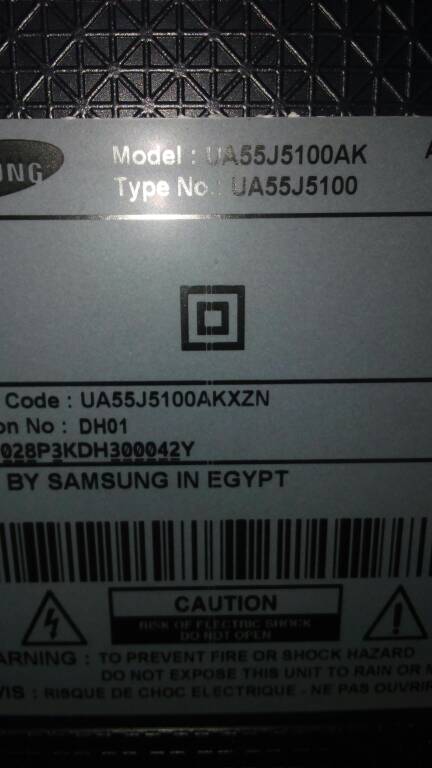 UNG
Model : UA55J5100AK
Type No.: UA55J5100
Code : UA55J5100AKXZN
on No : DH01
028P3KDH300042Y
BY SAMSUNG IN EGYPT
CAUTION
RISK OF ELECTRIC SHOCK
DO NOT OPEN
ARNING : TO PREVENT FIRE OR SHOCK HAZARD
DO NOT EXPOSE THIS UNIT TO RAIN OR M
VIS : RISQUE DE CHOC ELECTRIQUE - NE PAS OUVRIR